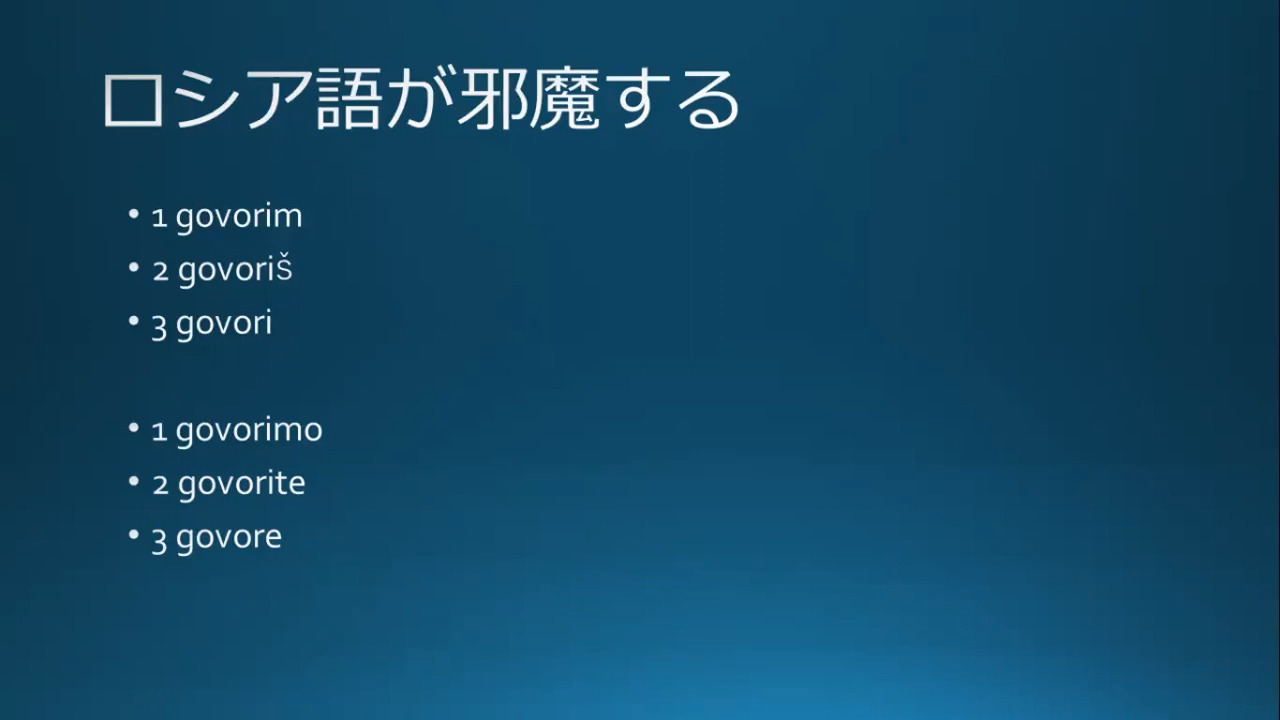 ロシア語が邪魔する
• 1 govorim
• 2 govoriš
• 3 govori
• 1 govorimo
• 2 govorite
• 3 govore